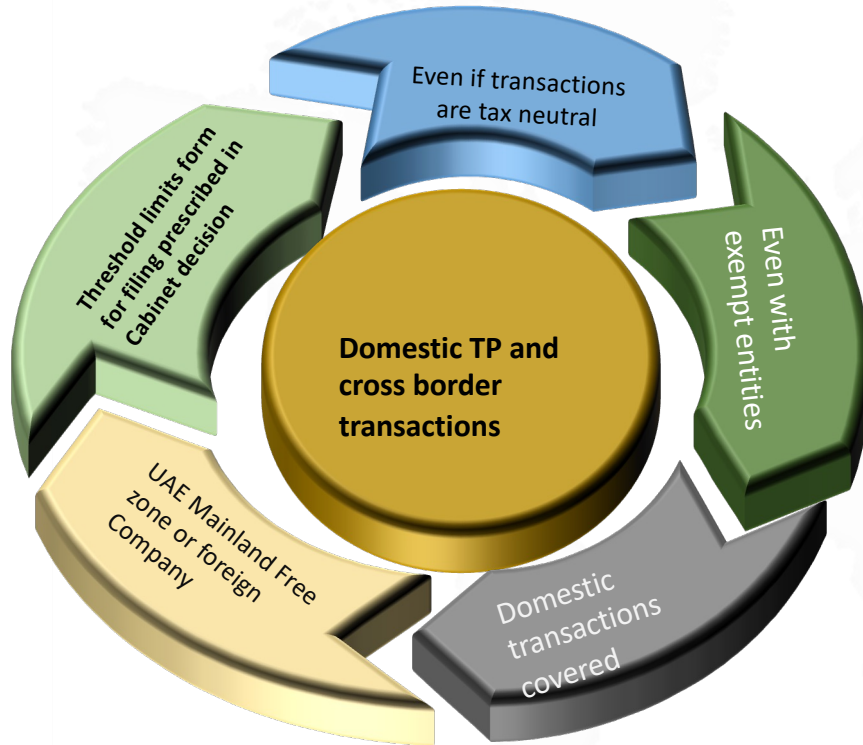 Even if transactions
are tax neutral
Even with
exempt entities
Domestic
transactions
covered
UAE Mainland Free
zone or foreign
Company
Threshold limits form
for filing prescribed in
Cabinet decision
Domestic TP and
cross border
transactions